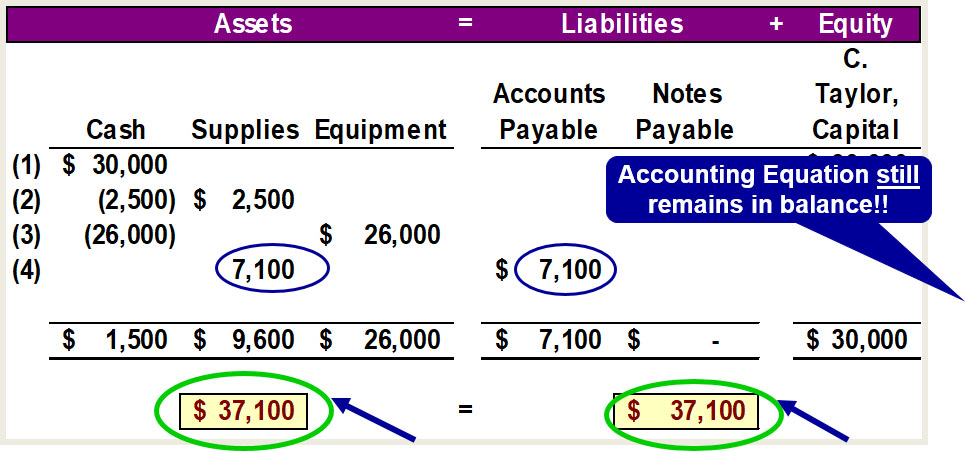 Assets = Liabilities + Equity
C.
Accounts Notes Taylor,
Cash Supplies Equipment Payable Payable Capital
(1) $ 30,000
Accounting Equation still
(2) (2,500) $ 2,500
remains in balance!!
(3) (26,000) $ 26,000
(4) 7,100 $ 7,100
$ 1,500 $ 9,600 $ 26,000 $ 7,100 $ - $ 30,000
$ 37,100 = $ 37,100